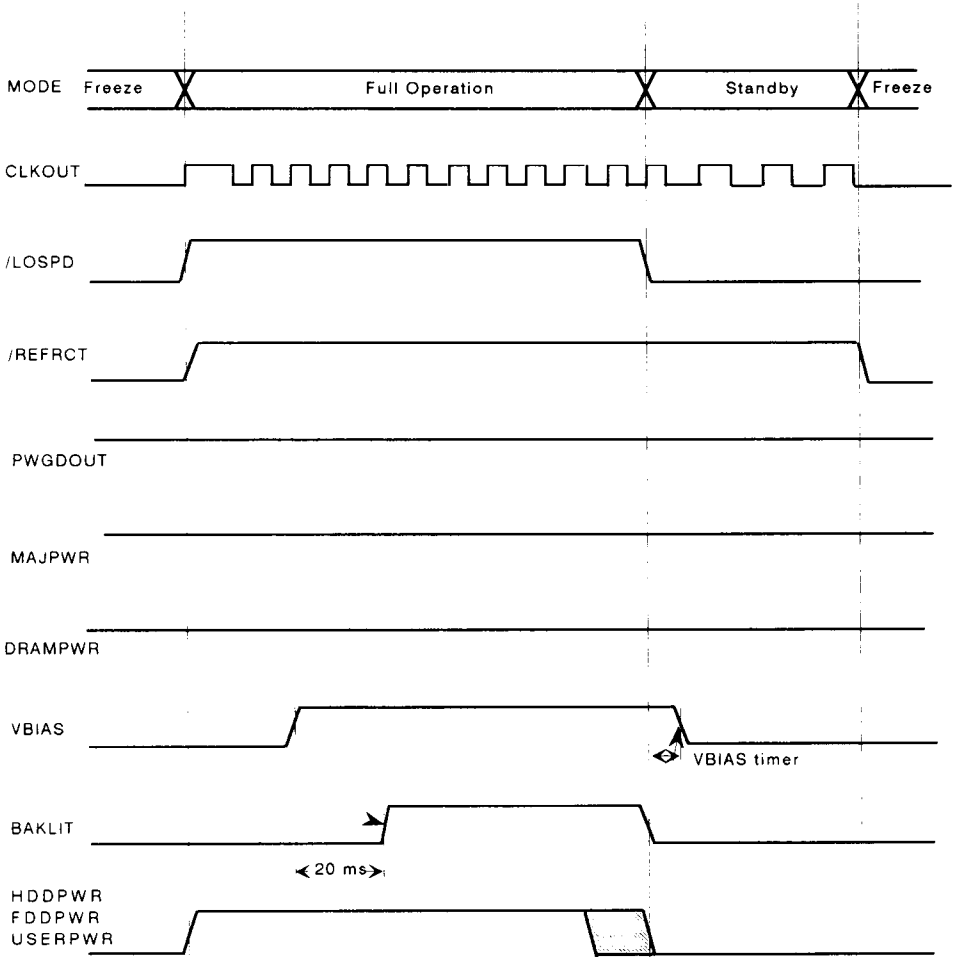 MODE Freeze Full Operation Standby Freeze
CLKOUT
/LOSPD
/REFRCT
PWGDOUT
MAJPWR
DRAMPWR
VBIAS
VBIAS timer
BAKLIT
20 ms
HDDPWR
FDDPWR
USERPWR